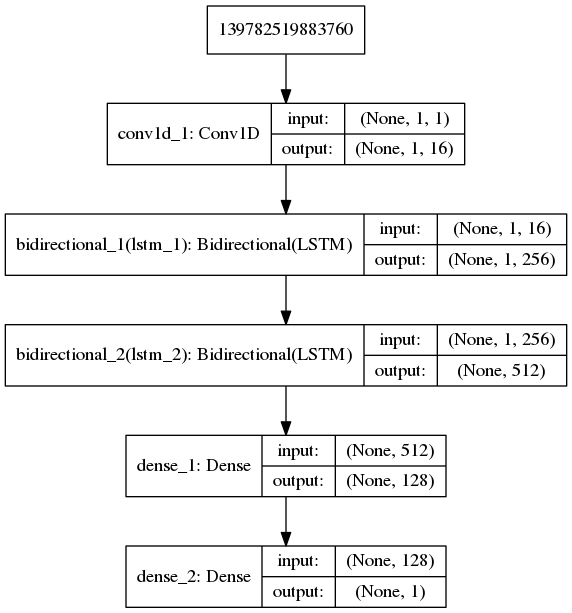 139782519883760
conv1d_1: Conv1D
input:
(None, 1, 1)
output:
(None, 1, 16)
bidirectional_1(lstm_1): Bidirectional(LSTM)
input:
(None, 1, 16)
output:
(None, 1, 256)
bidirectional_2(lstm_2): Bidirectional(LSTM)
input:
(None, 1, 256)
output:
(None, 512)
dense_1: Dense
input:
(None, 512)
output:
(None, 128)
dense_2: Dense
input:
(None, 128)
output:
(None, 1)